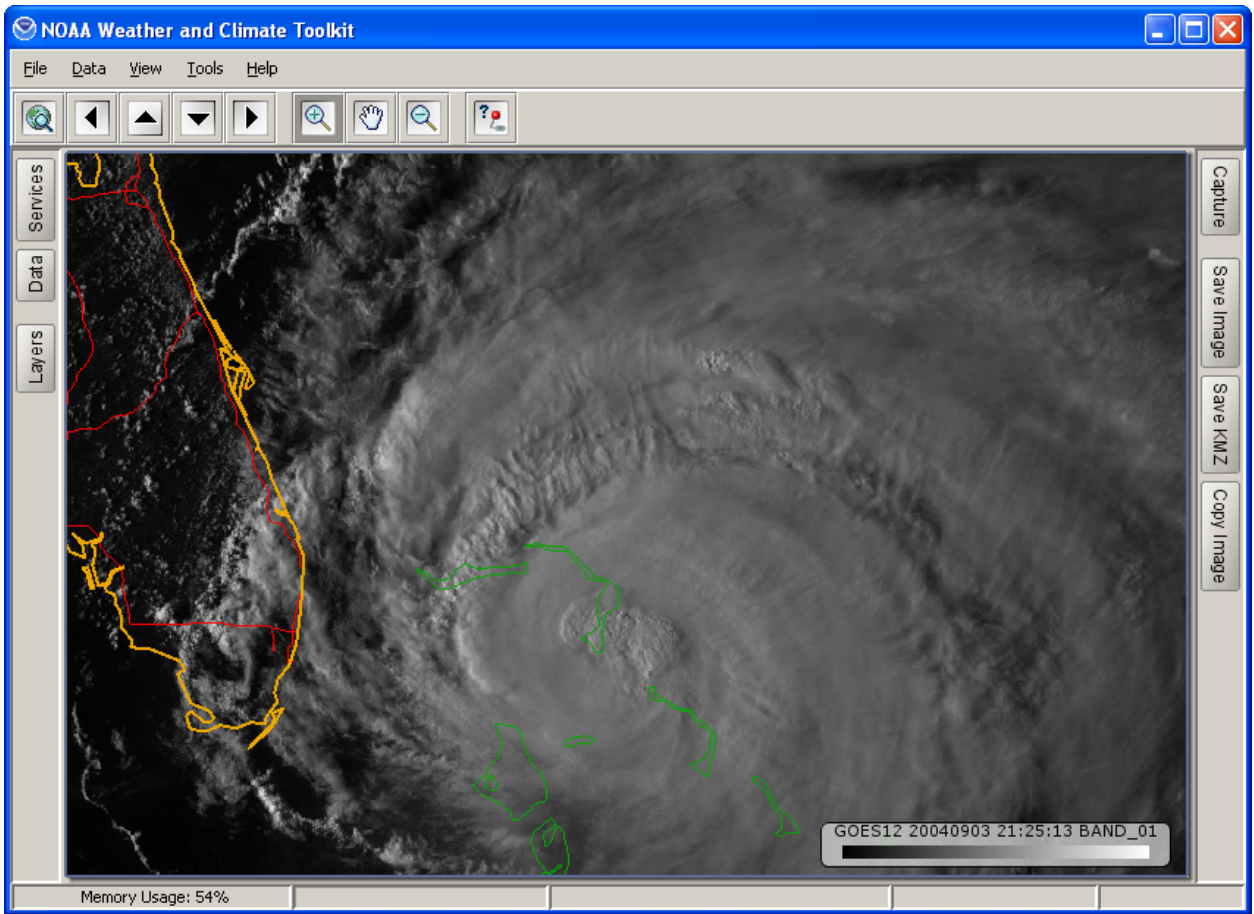 NOAA Weather and Climate Toolkit
File Data View Tools Help
?
Services
Data
Layers
Capture
Save Image
Save KMZ
Copy Image
GOES12 20040903 21:25:13 BAND_01
Memory Usage: 54%